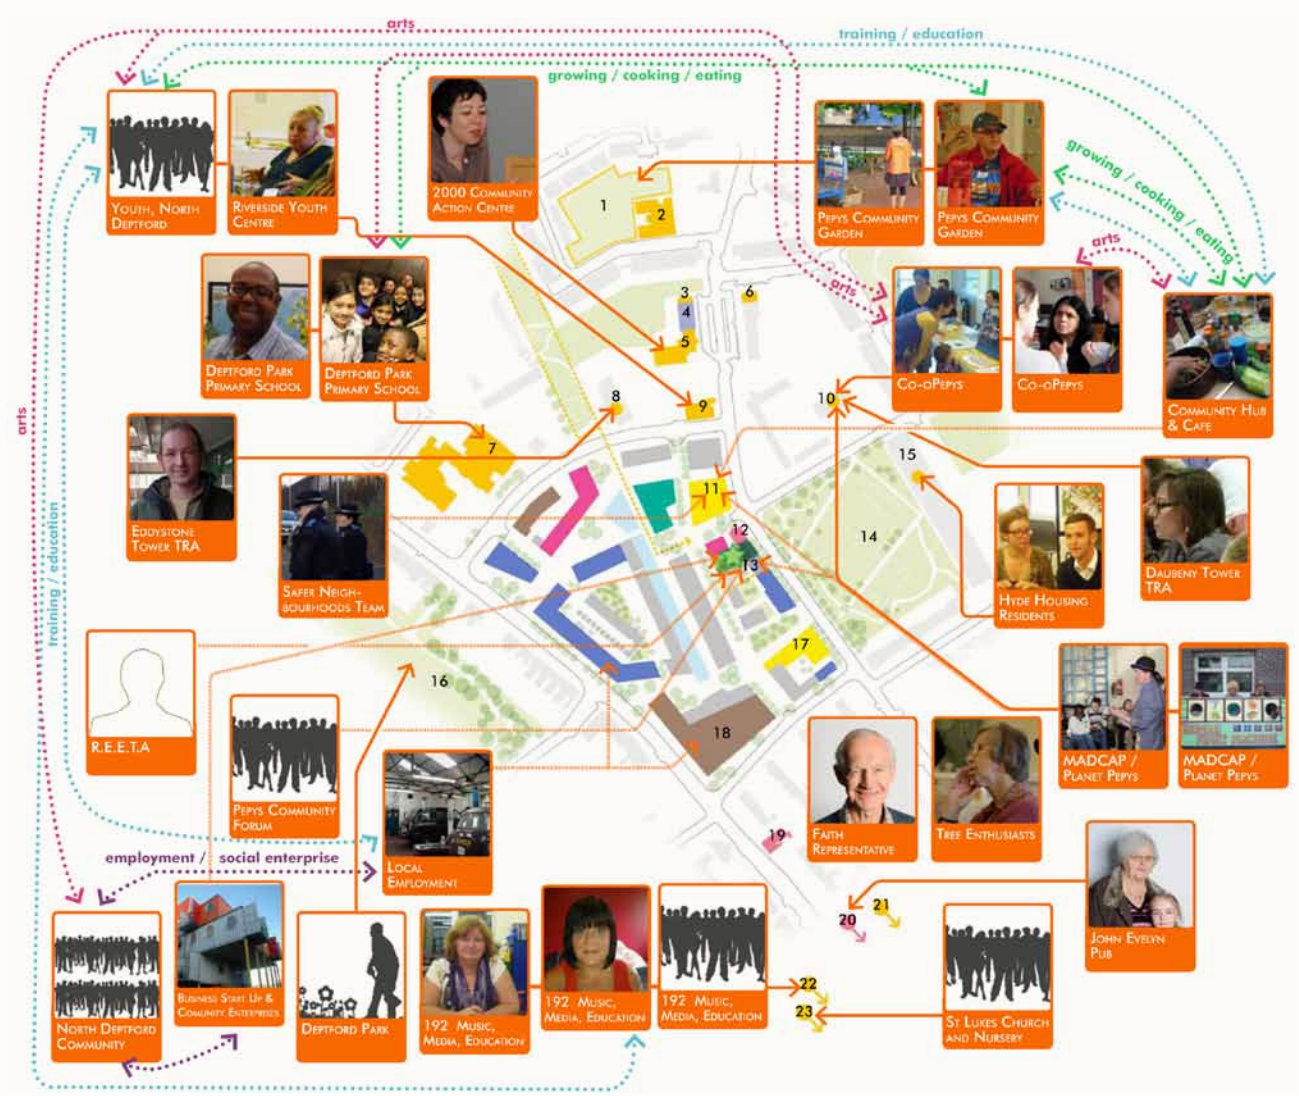 arts
training / education
growing / cooking / eating
Youth, North
Deptford
Riverside Youth
Centre
2000 Community
Action Centre
Pepys Community
Garden
Pepys Community
Garden
growing / cooking / eating
arts
arts
1
2
3
4
5
6
Deptford Park
Primary School
Deptford Park
Primary School
Co-oPepys
Co-oPepys
Community Hub
& Cafe
arts
7
8
9
10
11
12
13
14
15
Eddystone
Tower TRA
Safer Neigh-
bourhoods Team
Hyde Housing
Residents
Daubeny Tower
TRA
training / education
R.E.E.T.A
16
17
18
Pepys Community
Forum
Local
Employment
MADCAP /
Planet Pepys
MADCAP /
Planet Pepys
Faith
Representative
Tree Enthusiasts
19
20
21
22
23
employment / social enterprise
North Deptford
Community
Business Start Up &
Comunity Enterprises
Deptford Park
192 Music,
Media, Education
192 Music,
Media, Education
192 Music,
Media, Education
St Lukes Church
and Nursery
John Evelyn
Pub